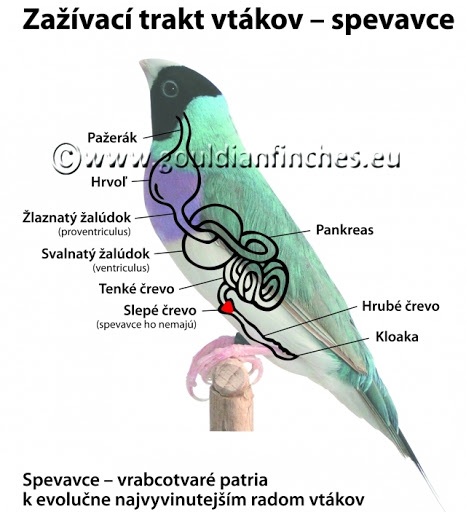 Zažívací trakt vtákov – spevavce
Pažerák
© www.gouldianfinches.eu
Hrvoľ
Žlaznatý žalúdok
(proventriculus)
Pankreas
Svalnatý žalúdok
(ventriculus)
Tenké črevo
Slepé črevo
(spevavce ho nemajú)
Hrubé črevo
Kloaka
Spevavce – vrabcotvaré patria
k evolučne najvyvinutejším radom vtákov